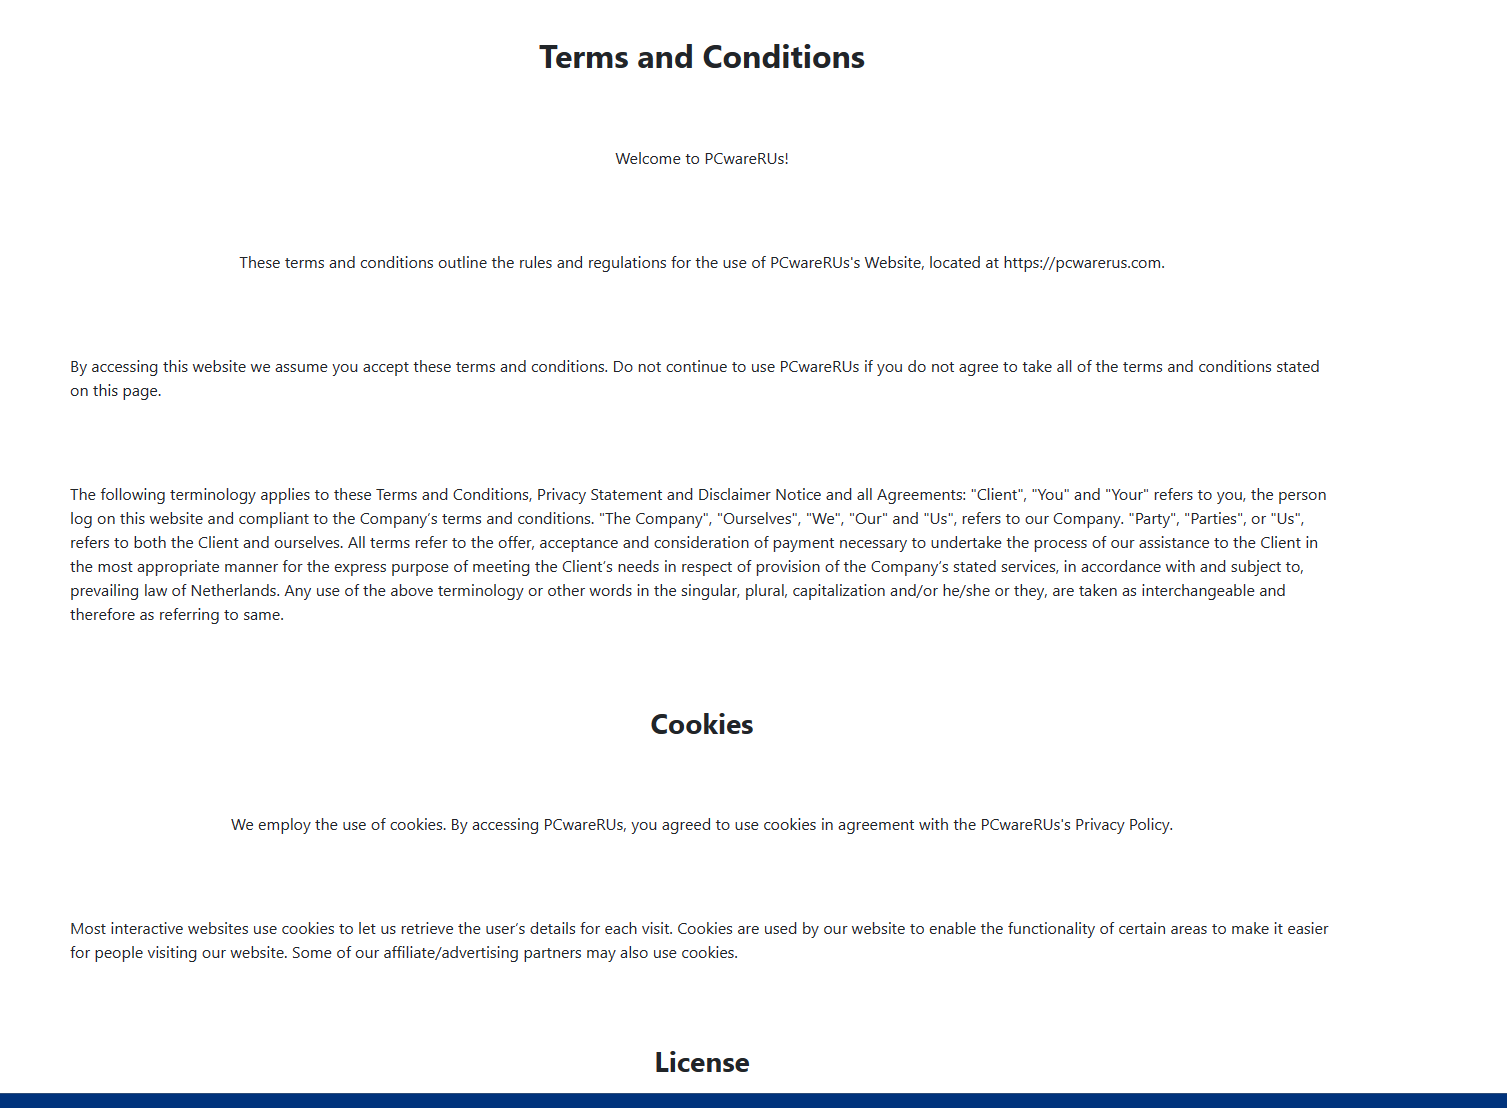 Terms and Conditions
Welcome to PCwareRUs!
These terms and conditions outline the rules and regulations for the use of PCwareRUs's Website, located at https://pcwarerus.com.
By accessing this website we assume you accept these terms and conditions. Do not continue to use PCwareRUs if you do not agree to take all of the terms and conditions stated
on this page.
The following terminology applies to these Terms and Conditions, Privacy Statement and Disclaimer Notice and all Agreements: "Client", "You" and "Your" refers to you, the person
log on this website and compliant to the Company’s terms and conditions. "The Company", "Ourselves", "We", "Our" and "Us", refers to our Company. "Party", "Parties", or "Us",
refers to both the Client and ourselves. All terms refer to the offer, acceptance and consideration of payment necessary to undertake the process of our assistance to the Client in
the most appropriate manner for the express purpose of meeting the Client’s needs in respect of provision of the Company’s stated services, in accordance with and subject to,
prevailing law of Netherlands. Any use of the above terminology or other words in the singular, plural, capitalization and/or he/she or they, are taken as interchangeable and
therefore as referring to same.
Cookies
We employ the use of cookies. By accessing PCwareRUs, you agreed to use cookies in agreement with the PCwareRUs's Privacy Policy.
Most interactive websites use cookies to let us retrieve the user’s details for each visit. Cookies are used by our website to enable the functionality of certain areas to make it easier
for people visiting our website. Some of our affiliate/advertising partners may also use cookies.
License